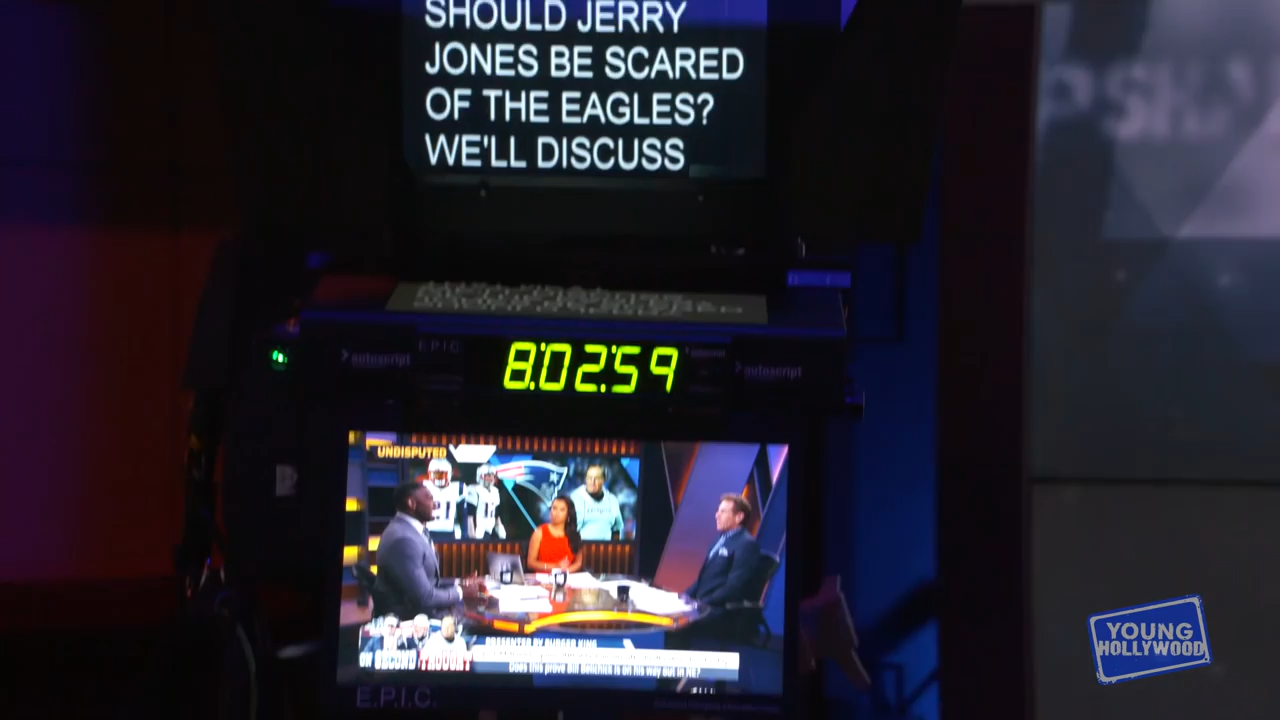 SHOULD JERRY
JONES BE SCARED
OF THE EAGLES?
WE'LL DISCUSS
EPIC
autoscript
8:02:59
autoscript
UNDISPUTED
PRESENTED BY BURGER KING
ON SECOND THOUGHT
Does this prove Bill Belichick is on his way out in NE?
E.P.I.C.
YOUNG
HOLLYWOOD